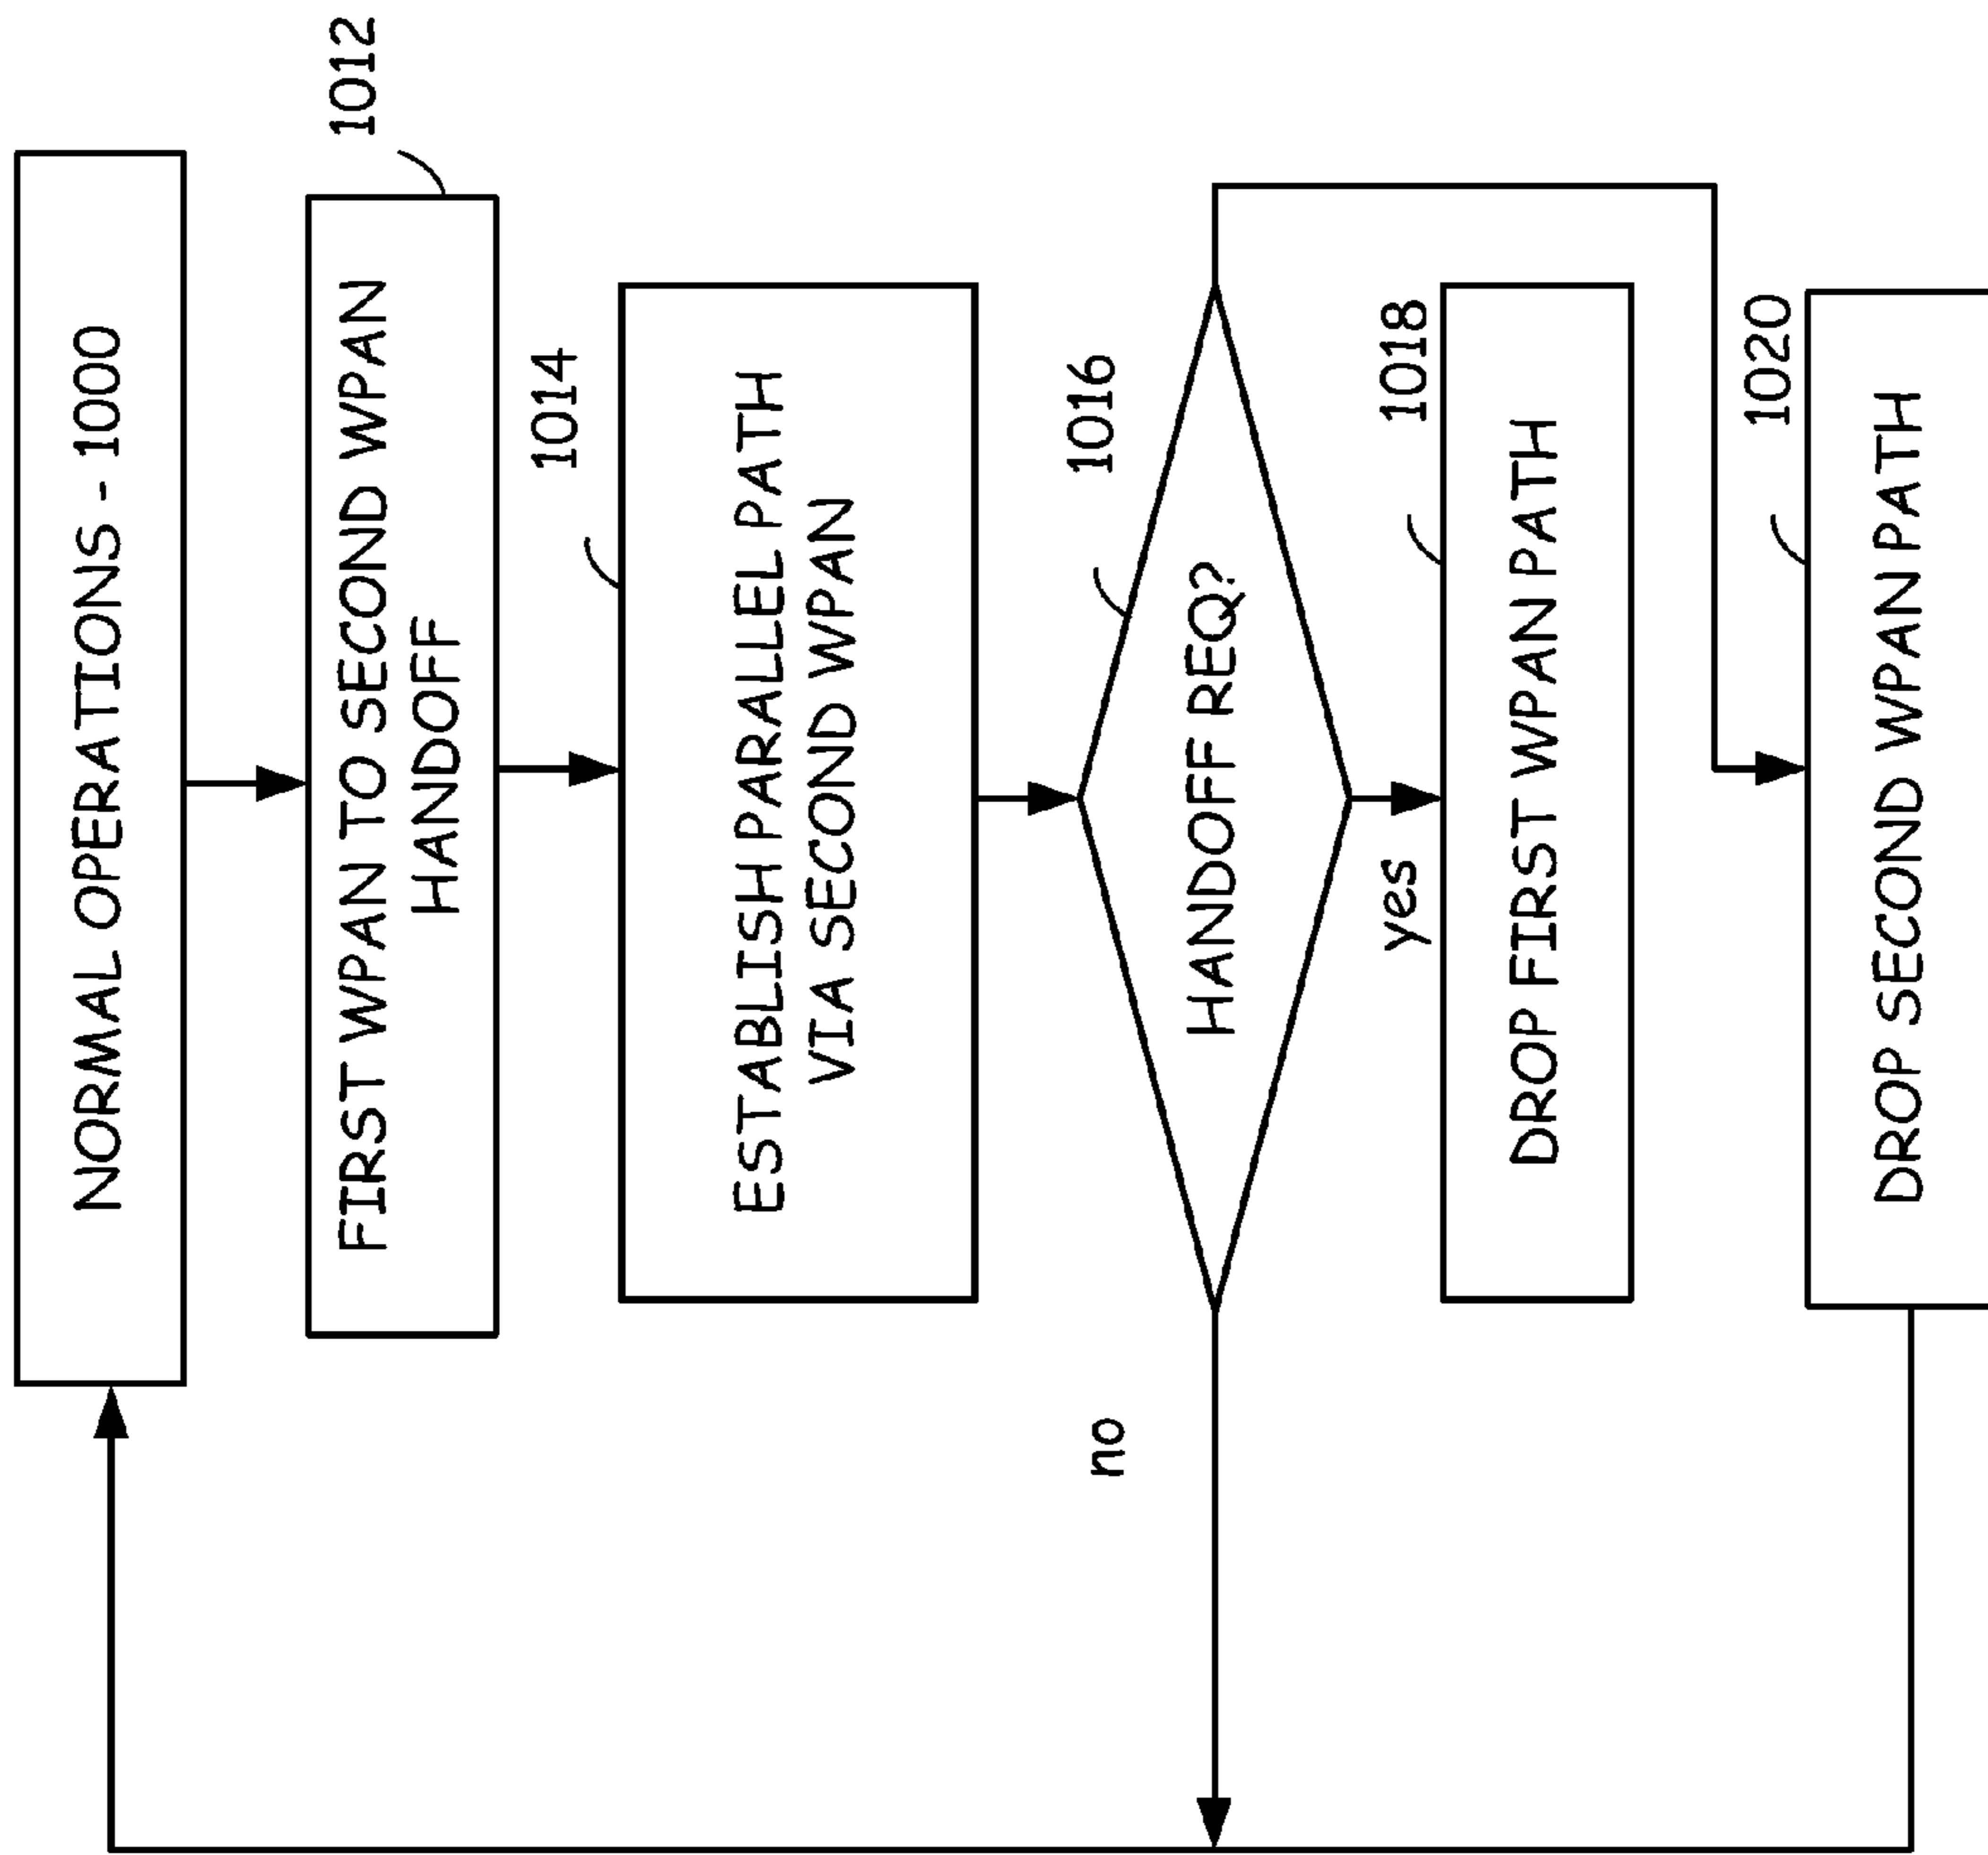 NORMAL OPERATIONS - 1000
1012
FIRST WPAN TO SECOND WPAN
HANDOFF
1014
ESTABLISH PARALLEL PATH
VIA SECOND WPAN
1016
HANDOFF REQ?
no
yes
1018
DROP FIRST WPAN PATH
1020
DROP SECOND WPAN PATH